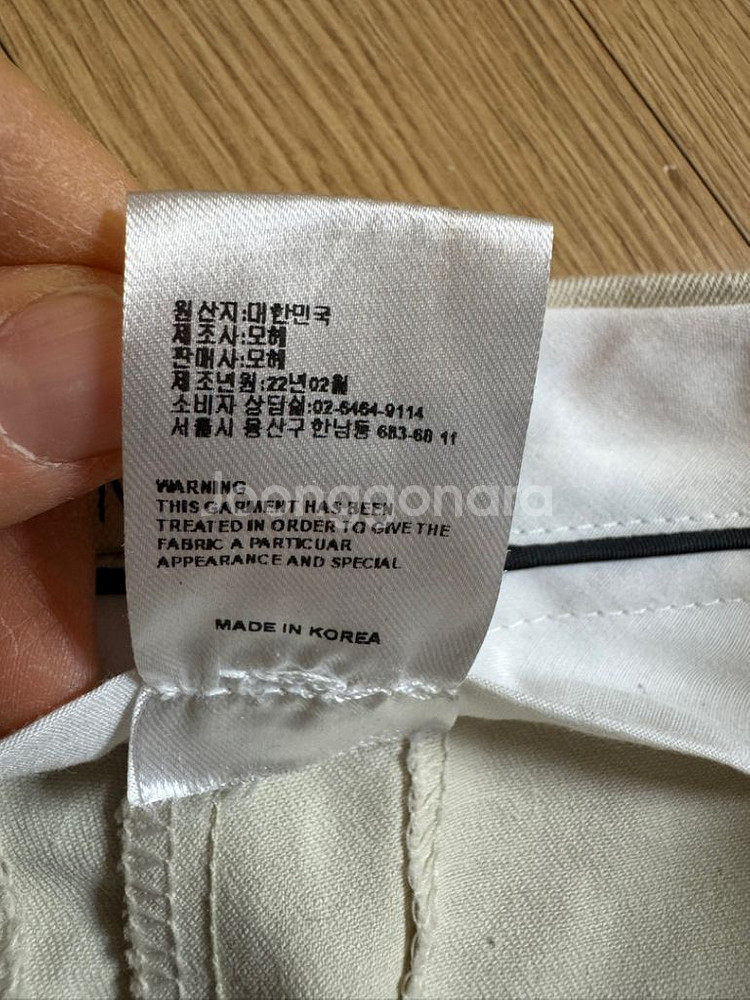 원산지:대한민국
제조사:모헤
판매사:모헤
제조년월:22년02월
소비자 상담실:02-6464-9114
서울시 용산구 한남동 683-68 1f
WARNING
THIS GARMENT HAS BEEN
TREATED IN ORDER TO GIVE THE
FABRIC A PARTICUAR
APPEARANCE AND SPECIAL
MADE IN KOREA
Joonggonara